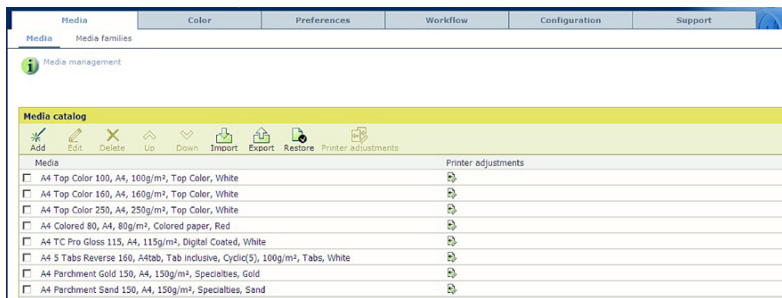 Media Color Preferences Workflow Configuration Support
Media Media families
Media management
Media catalog
Add Edit Delete Up Down Import Export Restore Printer adjustments
Media Printer adjustments
A4 Top Color 100, A4, 100g/m², Top Color, White
A4 Top Color 160, A4, 160g/m², Top Color, White
A4 Top Color 250, A4, 250g/m², Top Color, White
A4 Colored 80, A4, 80g/m², Colored paper, Red
A4 TC Pro Gloss 115, A4, 115g/m², Digital Coated, White
A4 5 Tabs Reverse 160, A4tab, Tab inclusive, Cyclic(5), 100g/m², Tabs, White
A4 Parchment Gold 150, A4, 150g/m², Specialties, Gold
A4 Parchment Sand 150, A4, 150g/m², Specialties, Sand